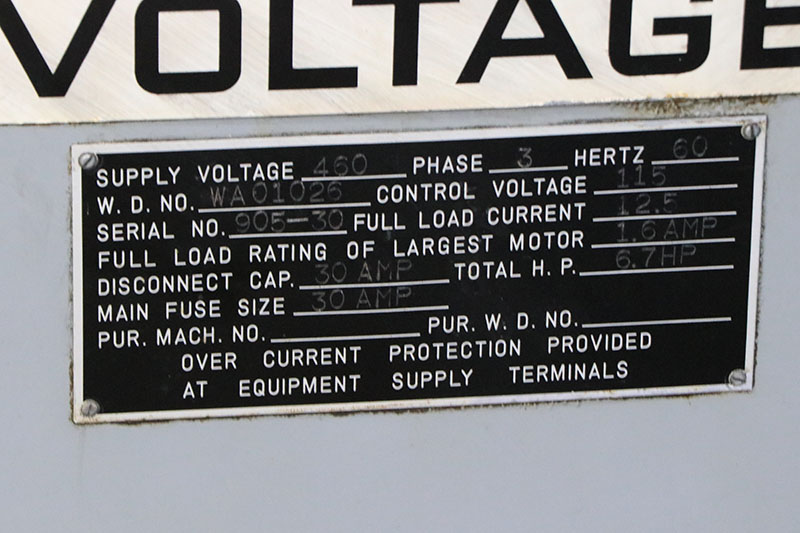 VOLTAGE
SUPPLY VOLTAGE 460 PHASE 3 HERTZ 60
W. D. NO. WA01026 CONTROL VOLTAGE 115
SERIAL NO. 905-30 FULL LOAD CURRENT 12.5
FULL LOAD RATING OF LARGEST MOTOR 1.6 AMP
DISCONNECT CAP. 30 AMP TOTAL H. P. 6.7HP
MAIN FUSE SIZE 30 AMP
PUR. MACH. NO. PUR. W. D. NO.
OVER CURRENT PROTECTION PROVIDED
AT EQUIPMENT SUPPLY TERMINALS